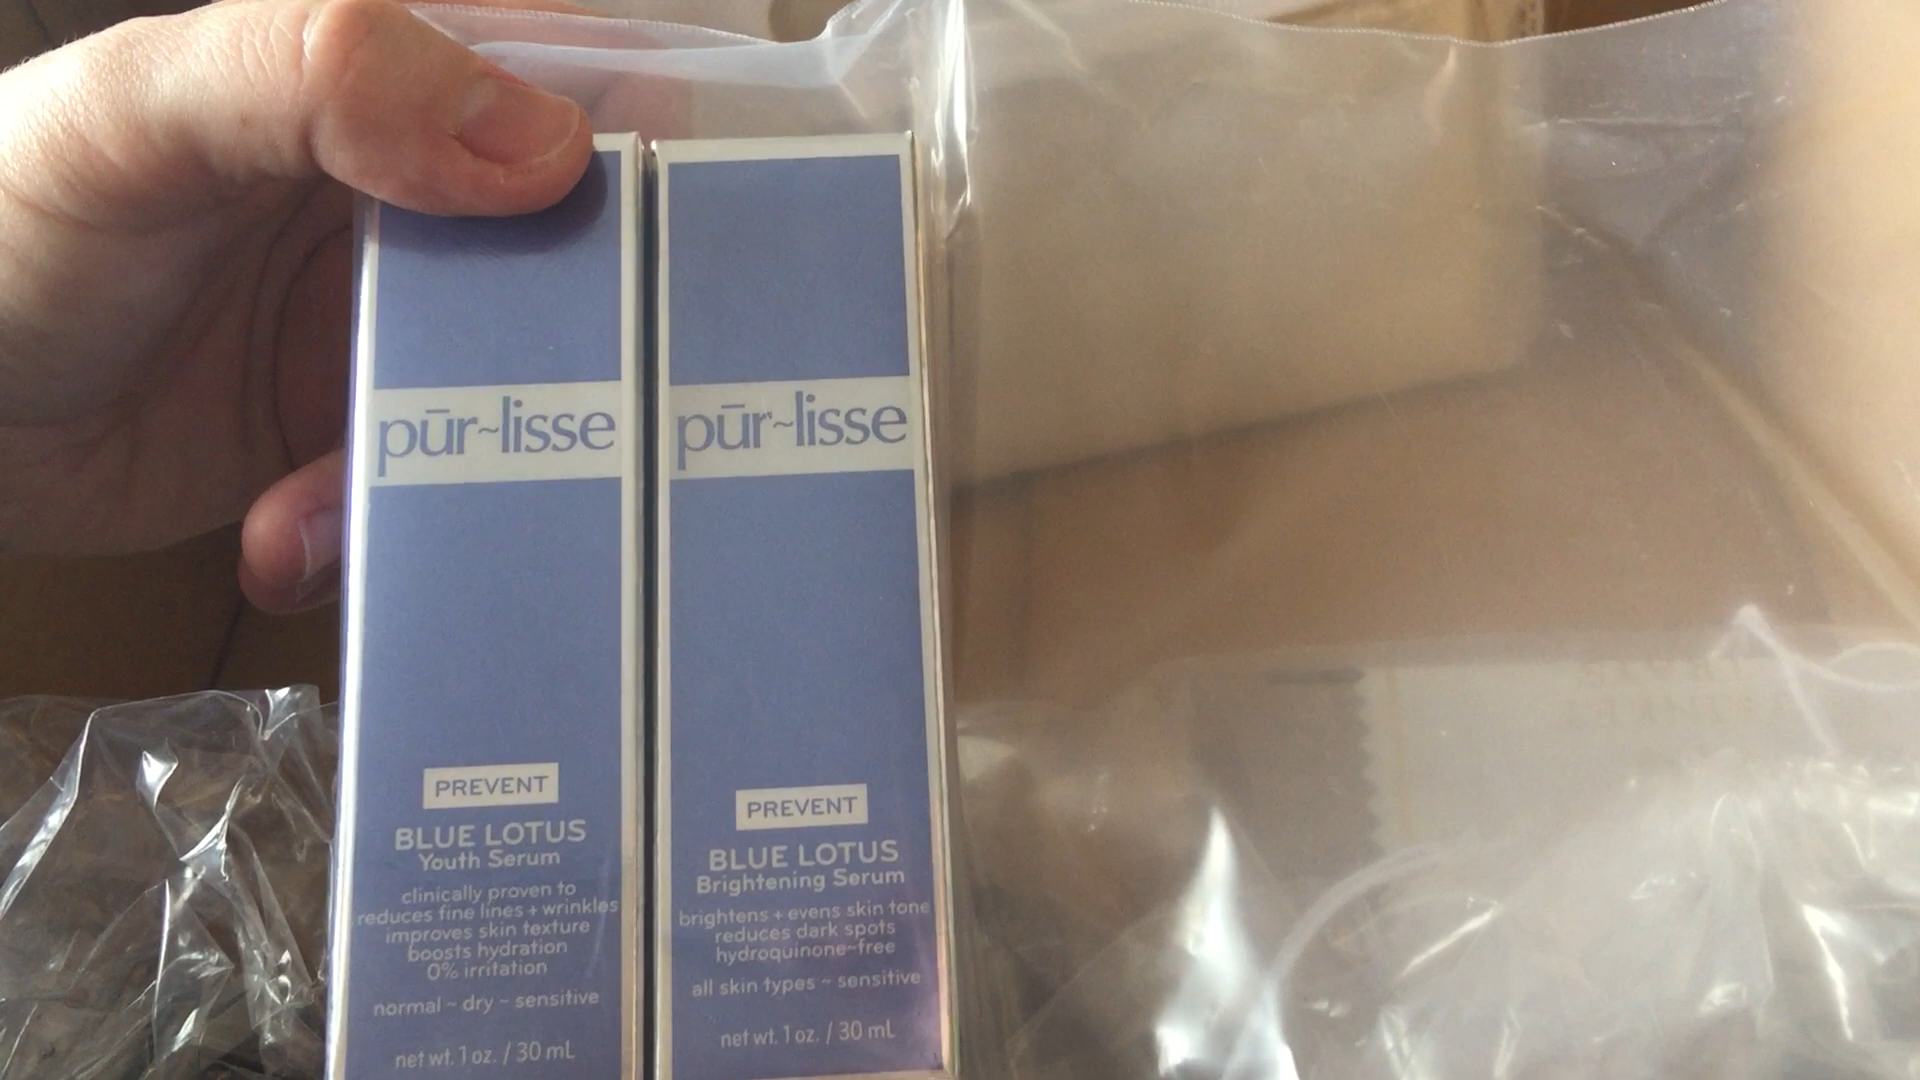 pūr~lisse
PREVENT
BLUE LOTUS
Youth Serum
clinically proven to
reduces fine lines + wrinkles
improves skin texture
boosts hydration
0% irritation
normal ~ dry ~ sensitive
net wt. 1 oz. / 30 mL
pūr~lisse
PREVENT
BLUE LOTUS
Brightening Serum
brightens + evens skin tone
reduces dark spots
hydroquinone~free
all skin types ~ sensitive
net wt. 1 oz. / 30 mL